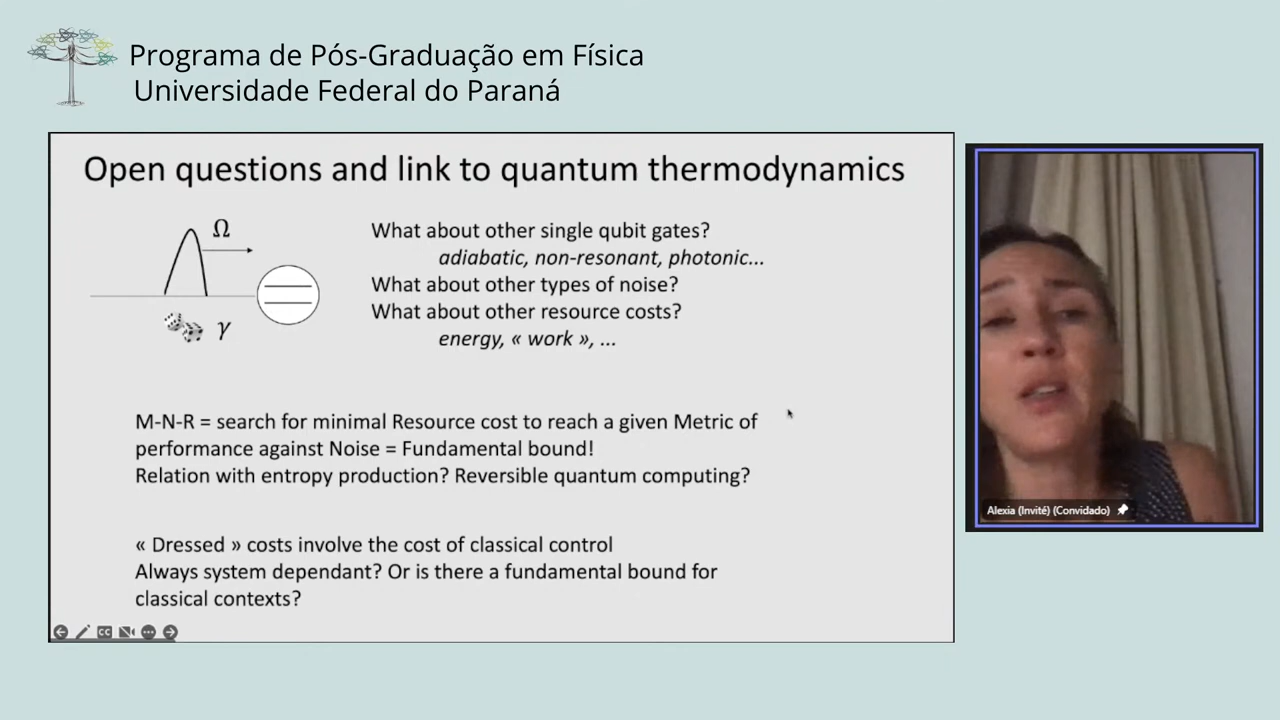 Programa de Pós-Graduação em Física
Universidade Federal do Paraná
Open questions and link to quantum thermodynamics
Ω
γ
What about other single qubit gates?
adiabatic, non-resonant, photonic...
What about other types of noise?
What about other resource costs?
energy, « work », ...
M-N-R = search for minimal Resource cost to reach a given Metric of
performance against Noise = Fundamental bound!
Relation with entropy production? Reversible quantum computing?
« Dressed » costs involve the cost of classical control
Always system dependant? Or is there a fundamental bound for
classical contexts?
CC
Alexia (Invité) (Convidado)